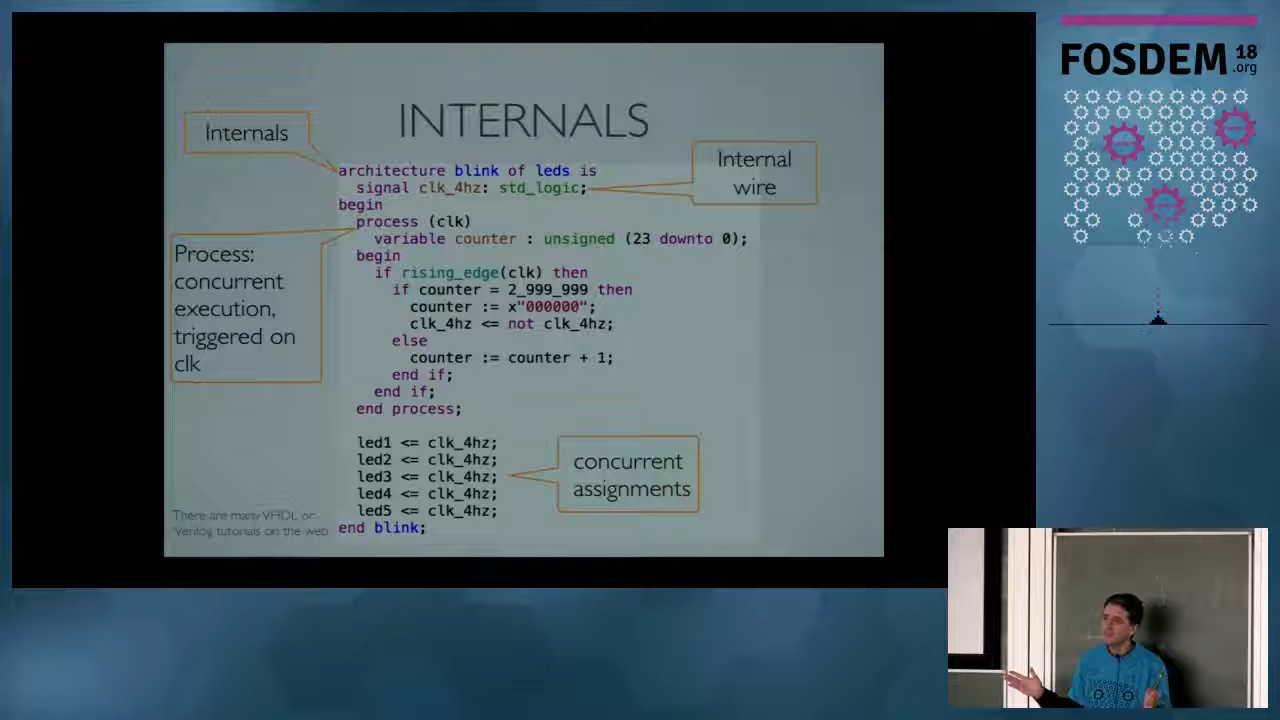 INTERNALS
Internals
Internal
wire
architecture blink of leds is
signal clk_4hz: std_logic;
begin
process (clk)
variable counter : unsigned (23 downto 0);
begin
if rising_edge(clk) then
if counter = 2_999_999 then
counter := x"000000";
clk_4hz <= not clk_4hz;
else
counter := counter + 1;
end if;
end if;
end process;
Process:
concurrent
execution,
triggered on
clk
led1 <= clk_4hz;
led2 <= clk_4hz;
led3 <= clk_4hz;
led4 <= clk_4hz;
led5 <= clk_4hz;
end blink;
concurrent
assignments
There are many VHDL or
Verilog tutorials on the web
FOSDEM 18
.org